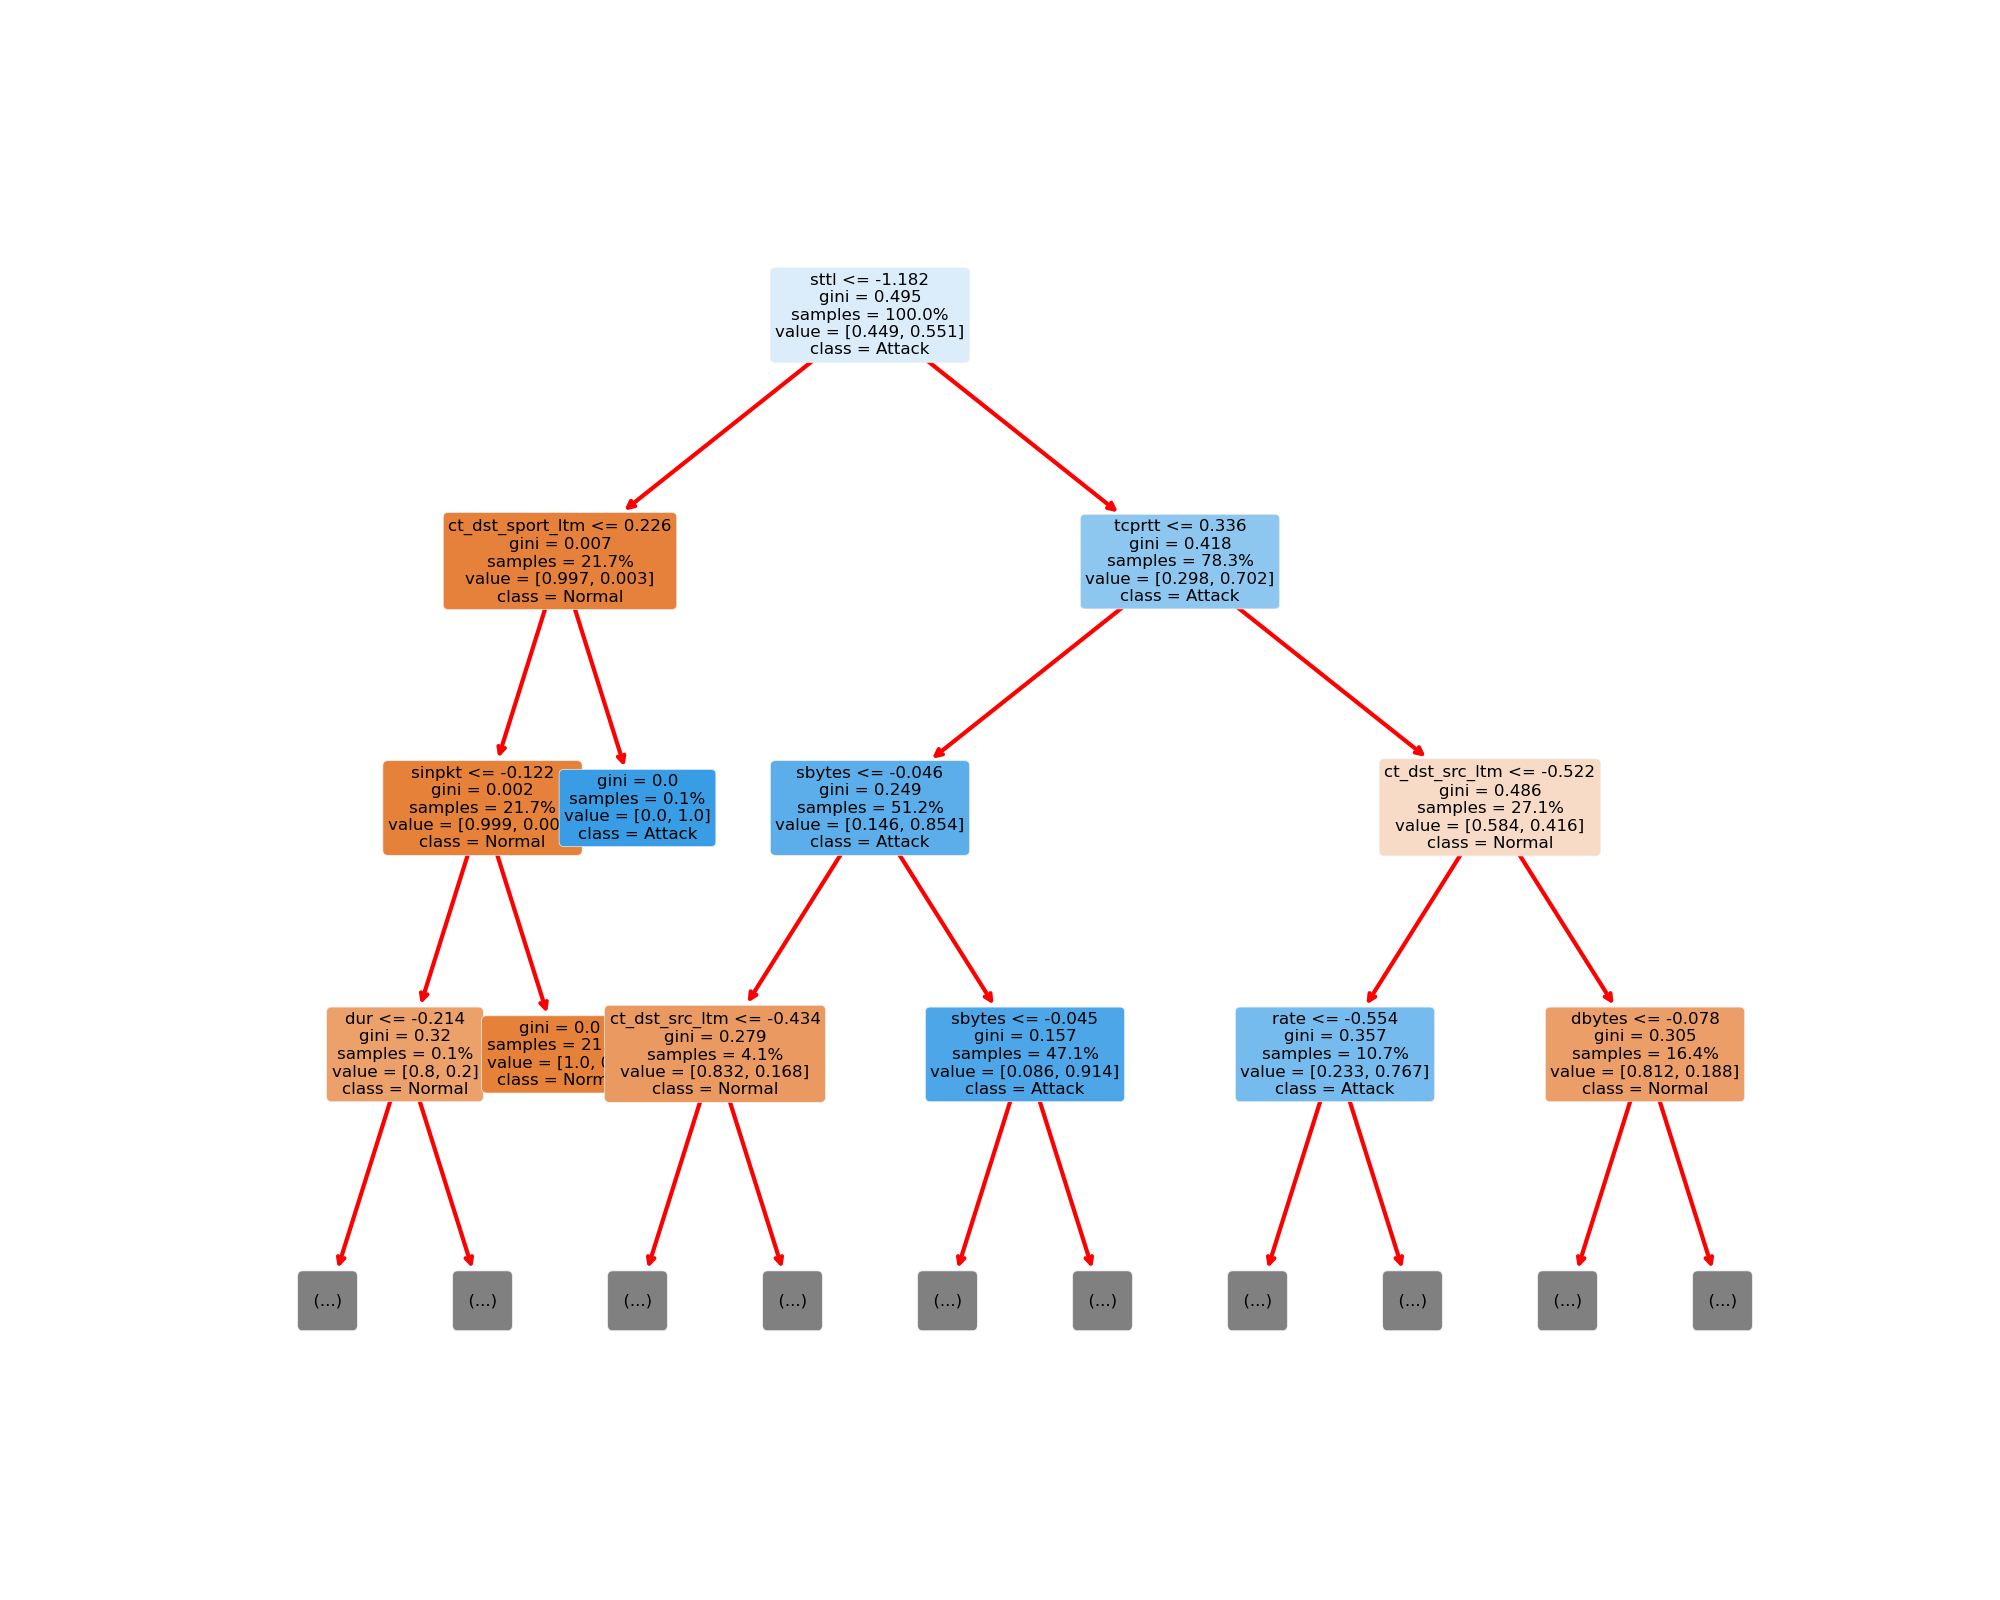 sttl <= -1.182
gini = 0.495
samples = 100.0%
value = [0.449, 0.551]
class = Attack
ct_dst_sport_ltm <= 0.226
gini = 0.007
samples = 21.7%
value = [0.997, 0.003]
class = Normal
tcprtt <= 0.336
gini = 0.418
samples = 78.3%
value = [0.298, 0.702]
class = Attack
sinpkt <= -0.122
gini = 0.002
samples = 21.7%
value = [0.999, 0.00
class = Normal
gini = 0.0
samples = 0.1%
value = [0.0, 1.0]
class = Attack
sbytes <= -0.046
gini = 0.249
samples = 51.2%
value = [0.146, 0.854]
class = Attack
ct_dst_src_ltm <= -0.522
gini = 0.486
samples = 27.1%
value = [0.584, 0.416]
class = Normal
dur <= -0.214
gini = 0.32
samples = 0.1%
value = [0.8, 0.2]
class = Normal
gini = 0.0
samples = 21
value = [1.0,
class = Norm
ct_dst_src_ltm <= -0.434
gini = 0.279
samples = 4.1%
value = [0.832, 0.168]
class = Normal
sbytes <= -0.045
gini = 0.157
samples = 47.1%
value = [0.086, 0.914]
class = Attack
rate <= -0.554
gini = 0.357
samples = 10.7%
value = [0.233, 0.767]
class = Attack
dbytes <= -0.078
gini = 0.305
samples = 16.4%
value = [0.812, 0.188]
class = Normal
(...)
(...)
(...)
(...)
(...)
(...)
(...)
(...)
(...)
(...)